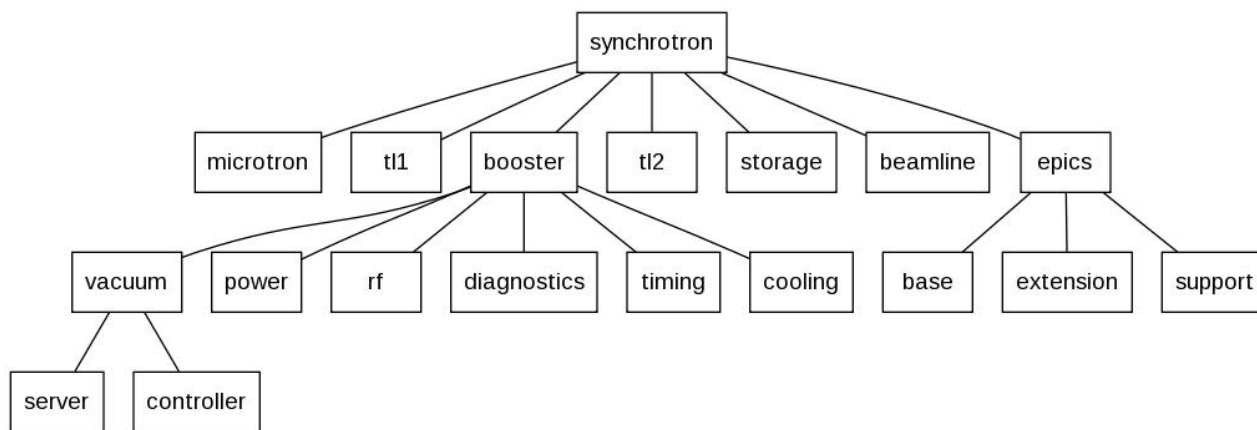 synchrotron
microtron tl1 booster tl2 storage beamline epics
vacuum power rf diagnostics timing cooling base extension support
server controller